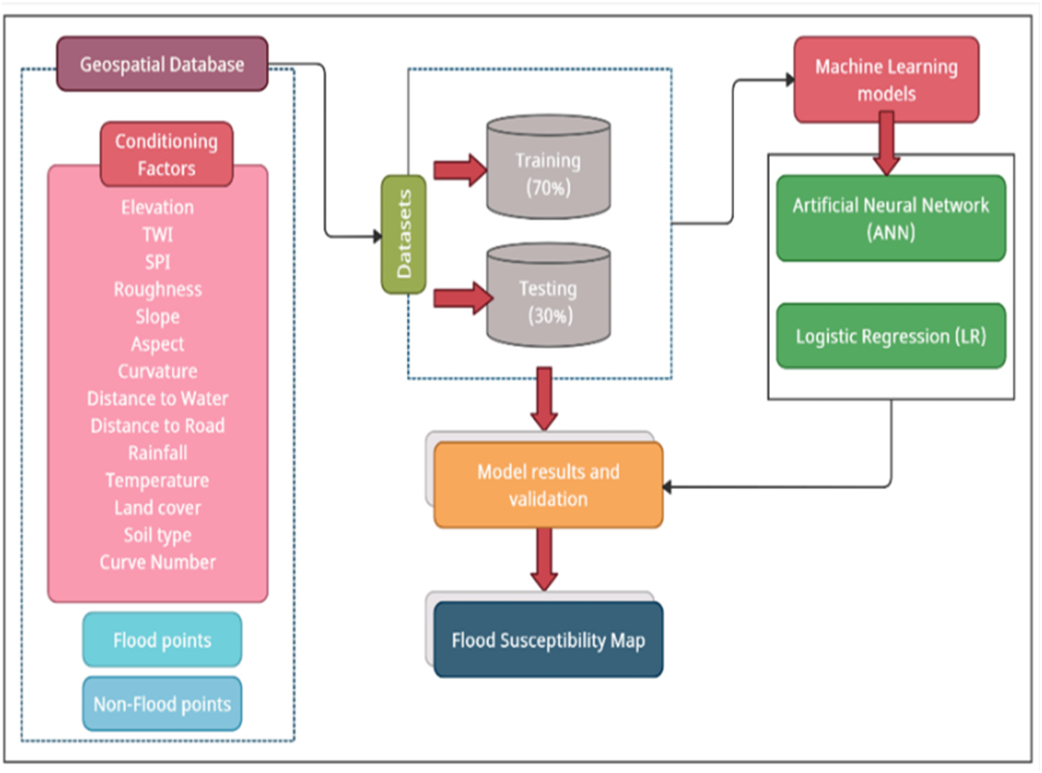 Geospatial Database
Conditioning
Factors
Elevation
TWI
SPI
Roughness
Slope
Aspect
Curvature
Distance to Water
Distance to Road
Rainfall
Temperature
Land cover
Soil type
Curve Number
Flood points
Non-Flood points
Datasets
Training
(70%)
Testing
(30%)
Machine Learning
models
Artificial Neural Network
(ANN)
Logistic Regression (LR)
Model results and
validation
Flood Susceptibility Map